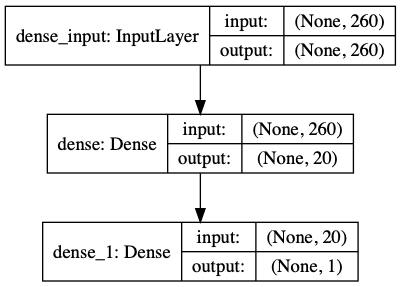 dense_input: InputLayer
input: (None, 260)
output: (None, 260)
dense: Dense
input: (None, 260)
output: (None, 20)
dense_1: Dense
input: (None, 20)
output: (None, 1)